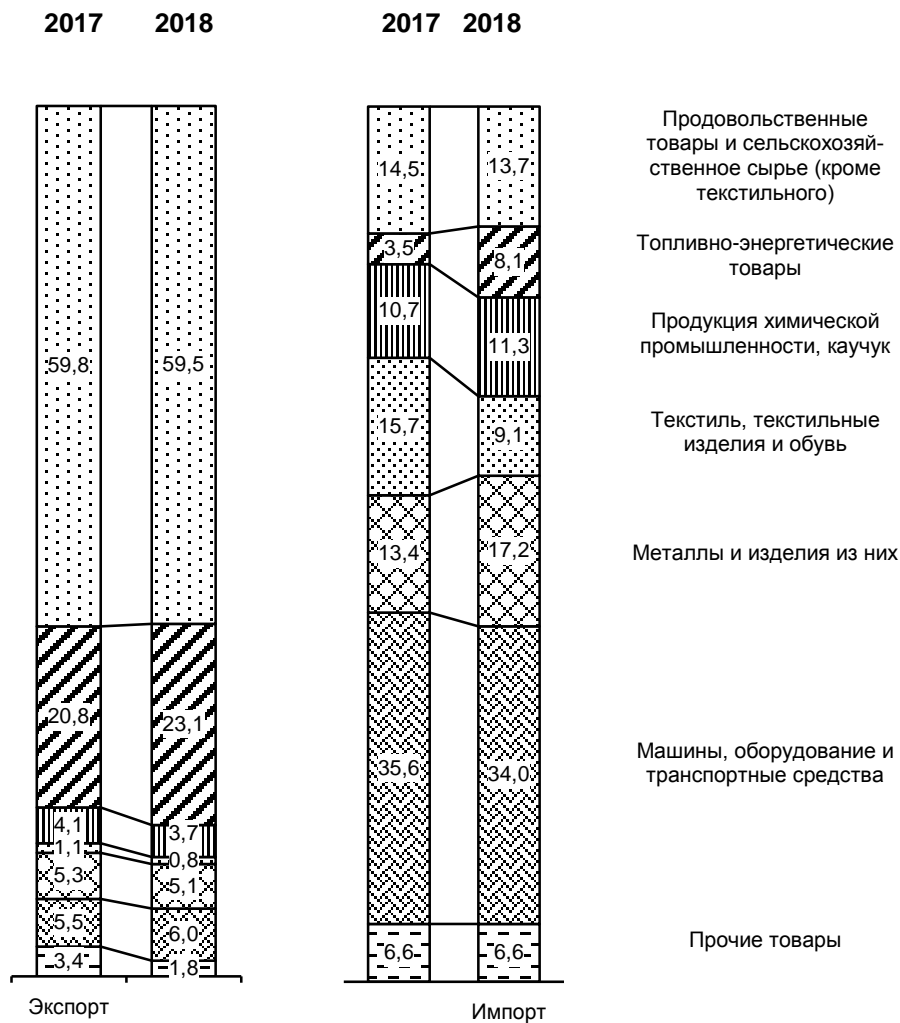 2017 2018 2017 2018
Продовольственные
товары и сельскохозяй-
ственное сырье (кроме
текстильного)
14,5 13,7
Топливно-энергетические
товары
3,5 8,1
Продукция химической
промышленности, каучук
10,7 11,3
59,8 59,5
Текстиль, текстильные
изделия и обувь
15,7 9,1
Металлы и изделия из них
13,4 17,2
20,8 23,1
Машины, оборудование и
транспортные средства
35,6 34,0
4,1 3,7
1,1 0,8
5,3 5,1
5,5 6,0
Прочие товары
3,4 1,8 6,6 6,6
Экспорт Импорт